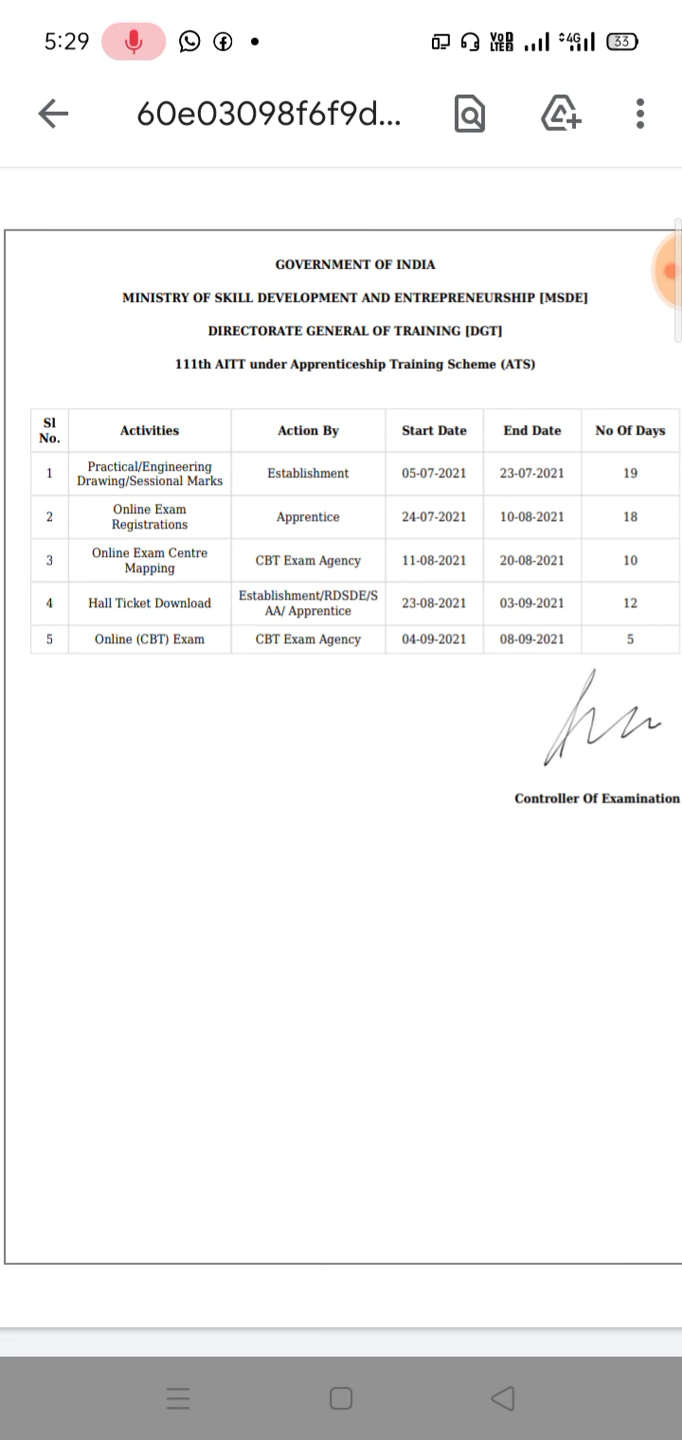 5:29 VoD LTE2 4G 33
60e03098f6f9d...
GOVERNMENT OF INDIA
MINISTRY OF SKILL DEVELOPMENT AND ENTREPRENEURSHIP [MSDE]
DIRECTORATE GENERAL OF TRAINING [DGT]
111th AITT under Apprenticeship Training Scheme (ATS)
Sl No. Activities Action By Start Date End Date No Of Days
1 Practical/Engineering Drawing/Sessional Marks Establishment 05-07-2021 23-07-2021 19
2 Online Exam Registrations Apprentice 24-07-2021 10-08-2021 18
3 Online Exam Centre Mapping CBT Exam Agency 11-08-2021 20-08-2021 10
4 Hall Ticket Download Establishment/RDSDE/SAA/ Apprentice 23-08-2021 03-09-2021 12
5 Online (CBT) Exam CBT Exam Agency 04-09-2021 08-09-2021 5
Controller Of Examination